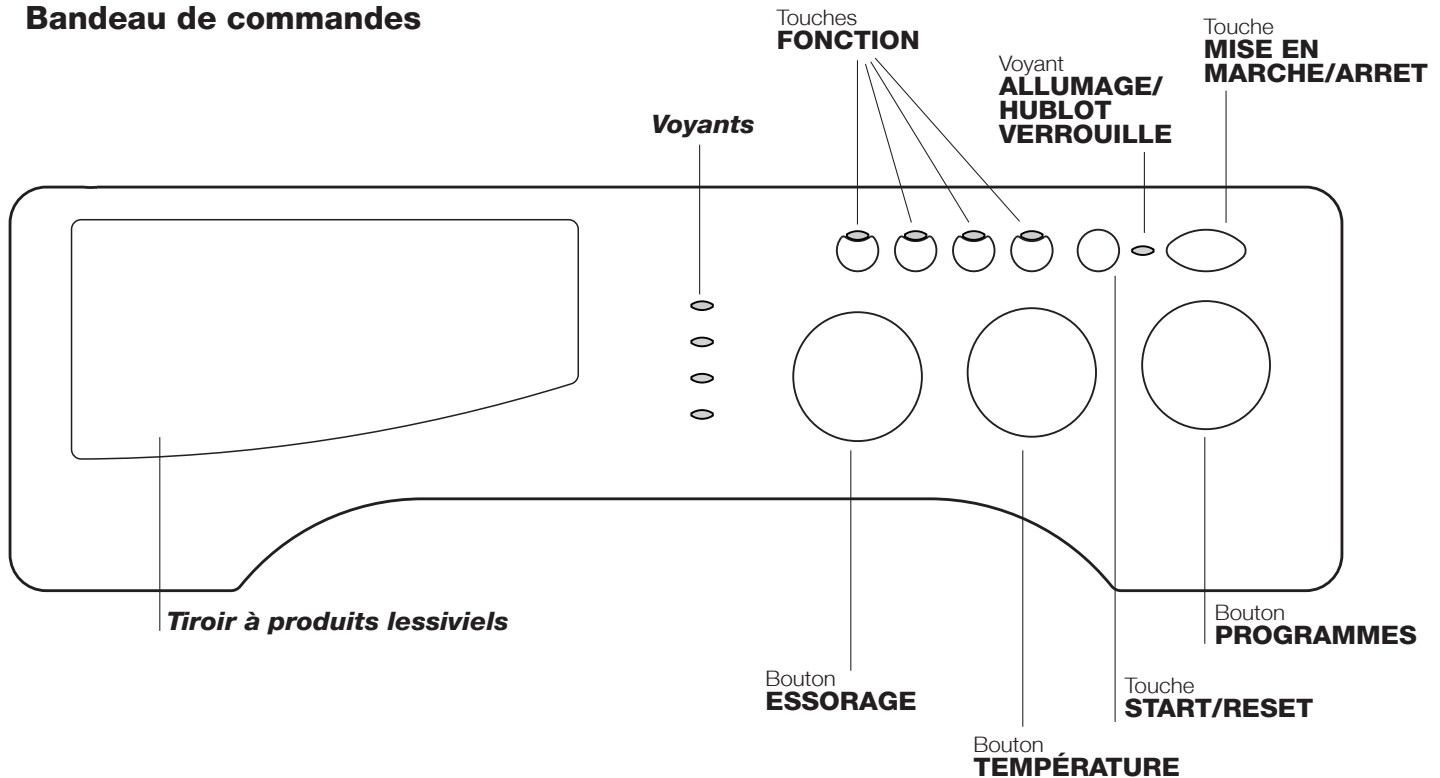 Bandeau de commandes
Touches
FONCTION
Touche
MISE EN
MARCHE/ARRET
Voyant
ALLUMAGE/
HUBLOT
VERROUILLE
Voyants
Tiroir à produits lessiviels
Bouton
ESSORAGE
Bouton
TEMPÉRATURE
Touche
START/RESET
Bouton
PROGRAMMES